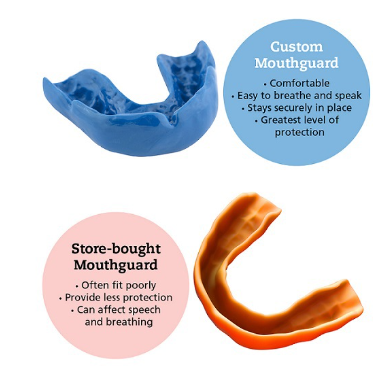 Custom
Mouthguard
• Comfortable
• Easy to breathe and speak
• Stays securely in place
• Greatest level of
protection
Store-bought
Mouthguard
• Often fit poorly
• Provide less protection
• Can affect speech
and breathing